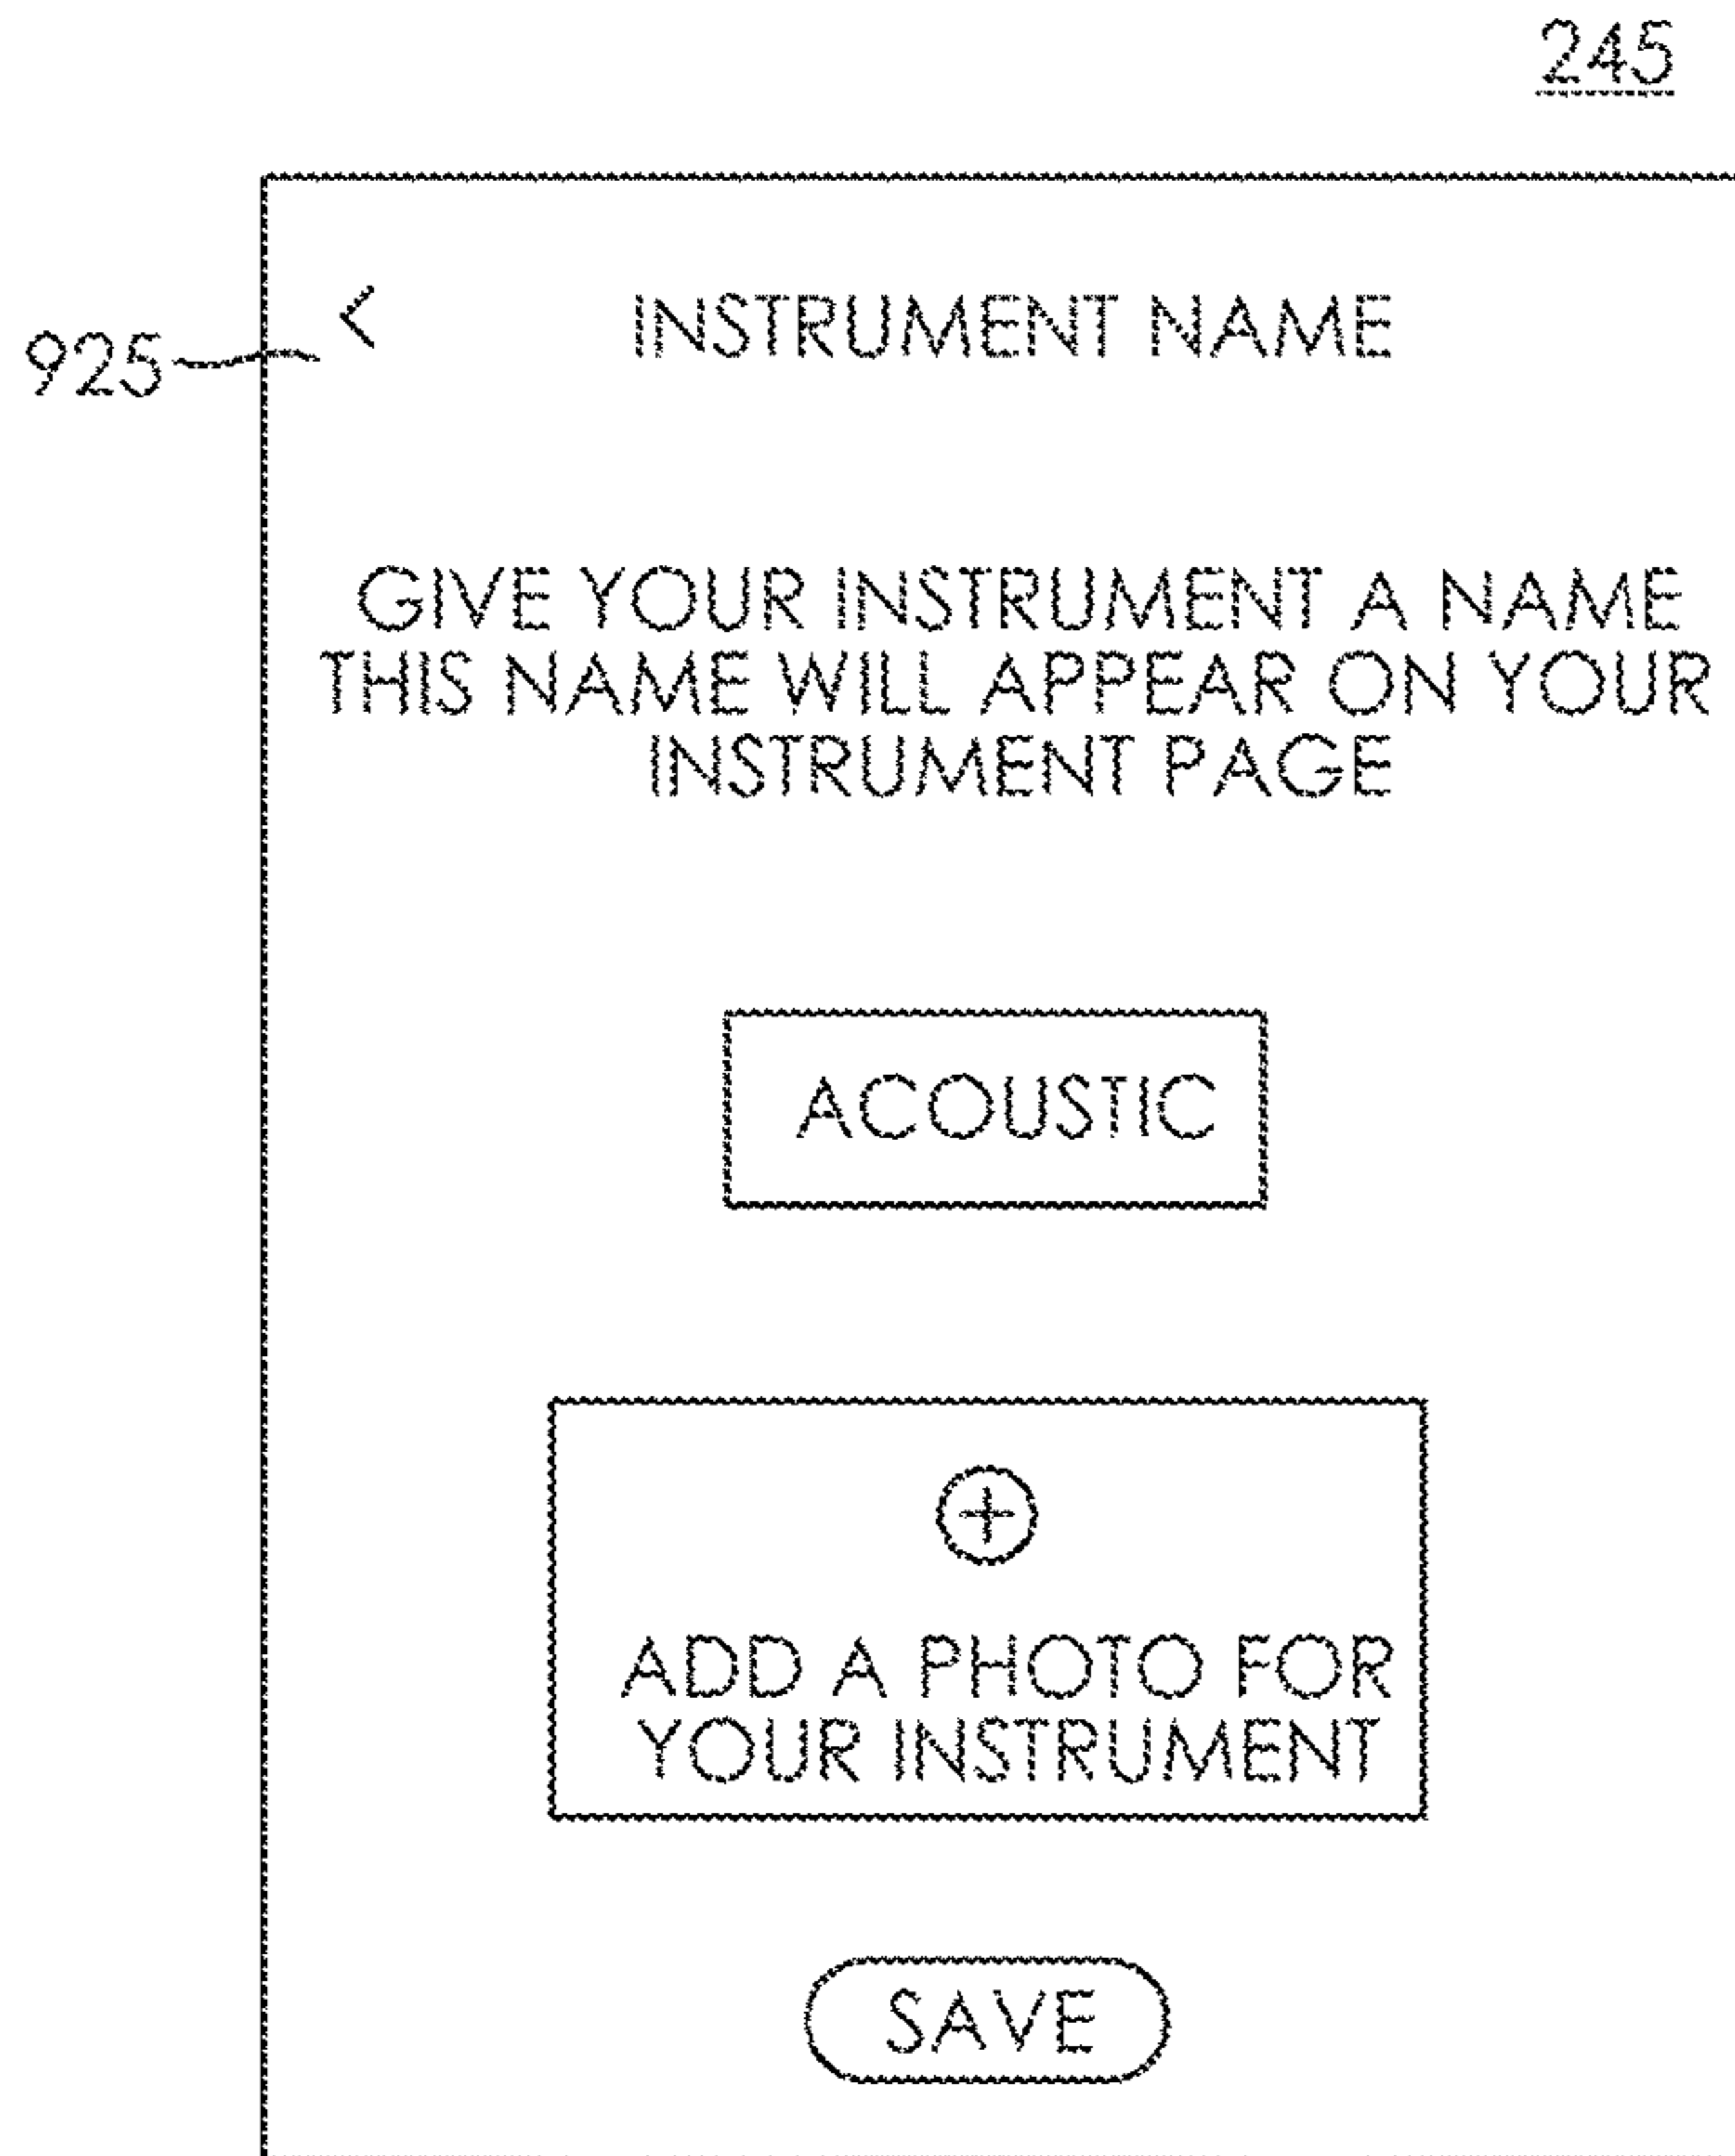 245
< INSTRUMENT NAME
925
GIVE YOUR INSTRUMENT A NAME
THIS NAME WILL APPEAR ON YOUR
INSTRUMENT PAGE
ACOUSTIC
+
ADD A PHOTO FOR
YOUR INSTRUMENT
SAVE